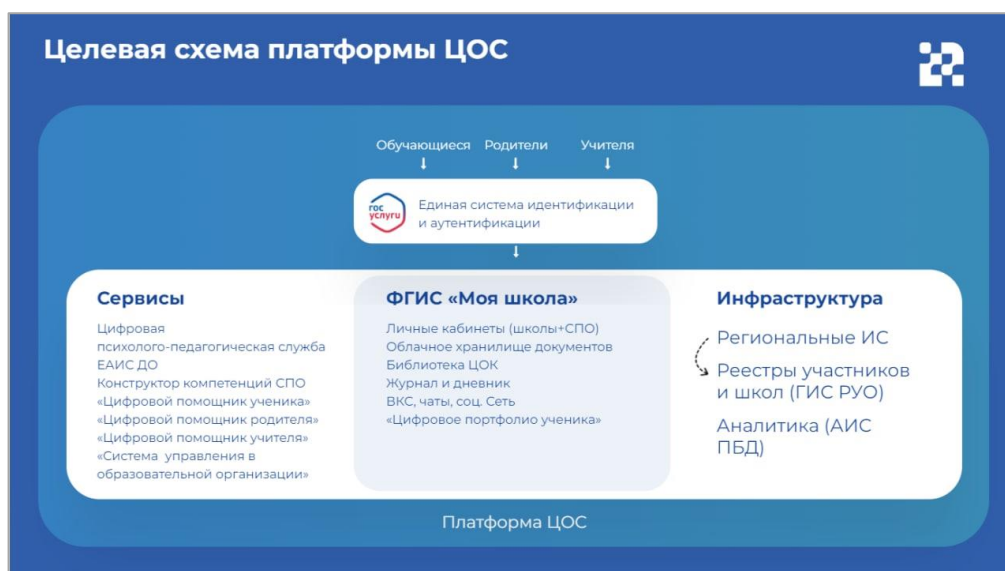 Целевая схема платформы ЦОС
Обучающиеся Родители Учителя
гос
услуги
Единая система идентификации
и аутентификации
Сервисы
Цифровая
психолого-педагогическая служба
ЕАИС ДО
Конструктор компетенций СПО
«Цифровой помощник ученика»
«Цифровой помощник родителя»
«Цифровой помощник учителя»
«Система управления в
образовательной организации»
ФГИС «Моя школа»
Личные кабинеты (школы+СПО)
Облачное хранилище документов
Библиотека ЦОК
Журнал и дневник
ВКС, чаты, соц. Сеть
«Цифровое портфолио ученика»
Инфраструктура
Региональные ИС
Реестры участников
и школ (ГИС РУО)
Аналитика (АИС
ПБД)
Платформа ЦОС